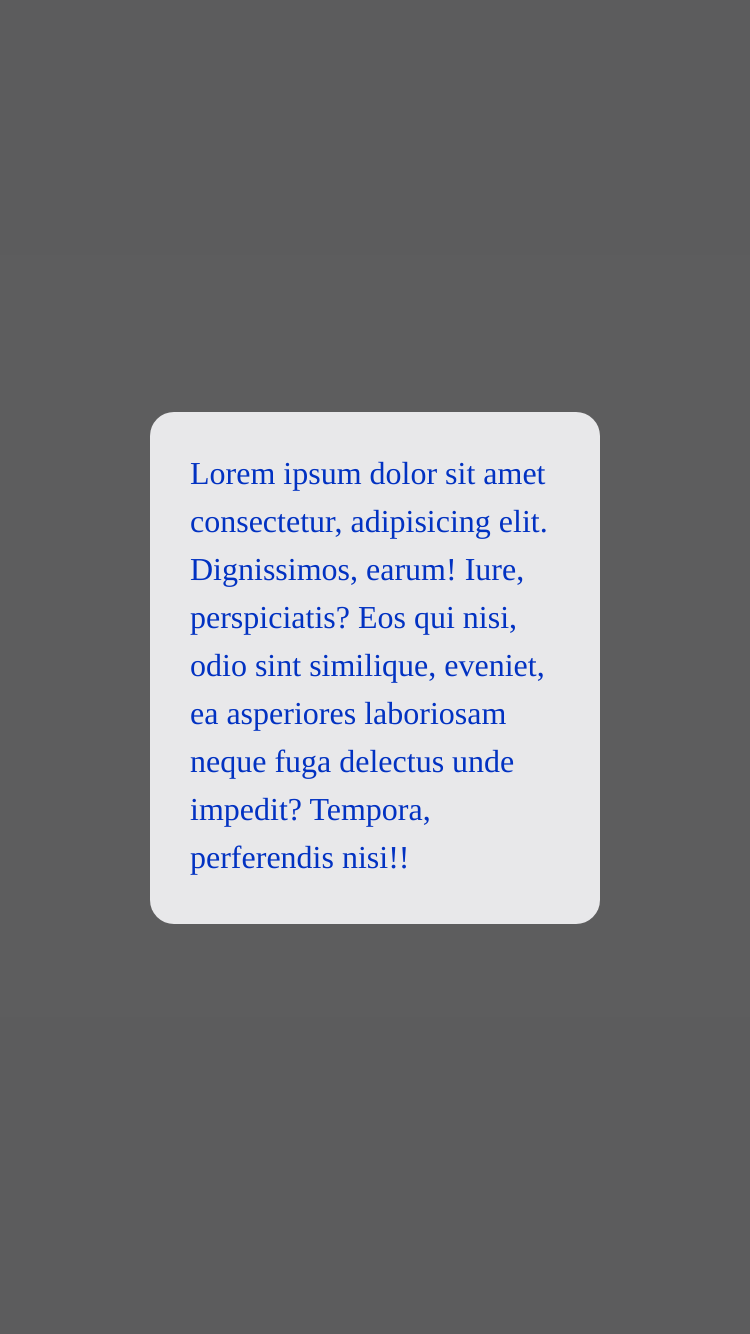 Lorem ipsum dolor sit amet
consectetur, adipisicing elit.
Dignissimos, earum! Iure,
perspiciatis? Eos qui nisi,
odio sint similique, eveniet,
ea asperiores laboriosam
neque fuga delectus unde
impedit? Tempora,
perferendis nisi!!